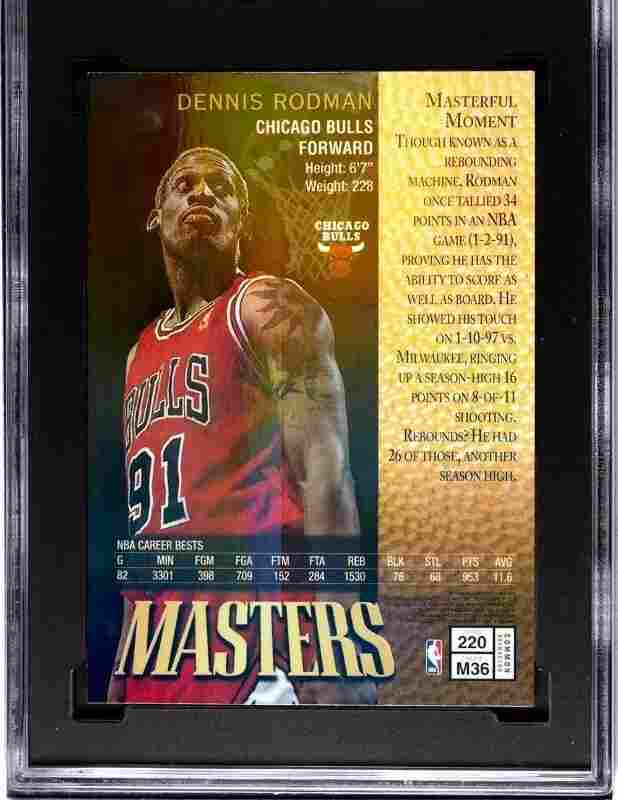 DENNIS RODMAN
CHICAGO BULLS
FORWARD
Height: 6'7"
Weight: 228
CHICAGO
BULLS
BULLS
91
MASTERFUL
MOMENT
THOUGH KNOWN AS A
REBOUNDING
MACHINE, RODMAN
ONCE TALLIED 34
POINTS IN AN NBA
GAME (1-2-91),
PROVING HE HAS THE
ABILITY TO SCORE AS
WELL AS BOARD. HE
SHOWED HIS TOUCH
ON 1-10-97 VS.
MILWAUKEE, RINGING
UP A SEASON-HIGH 16
POINTS ON 8-OF-11
SHOOTING.
REBOUNDS? HE HAD
26 OF THOSE, ANOTHER
SEASON HIGH.
NBA CAREER BESTS
G MIN FGM FGA FTM FTA REB BLK STL PTS AVG
82 3301 398 709 152 284 1530 76 68 953 11.6
MASTERS
220
M36
COMMON